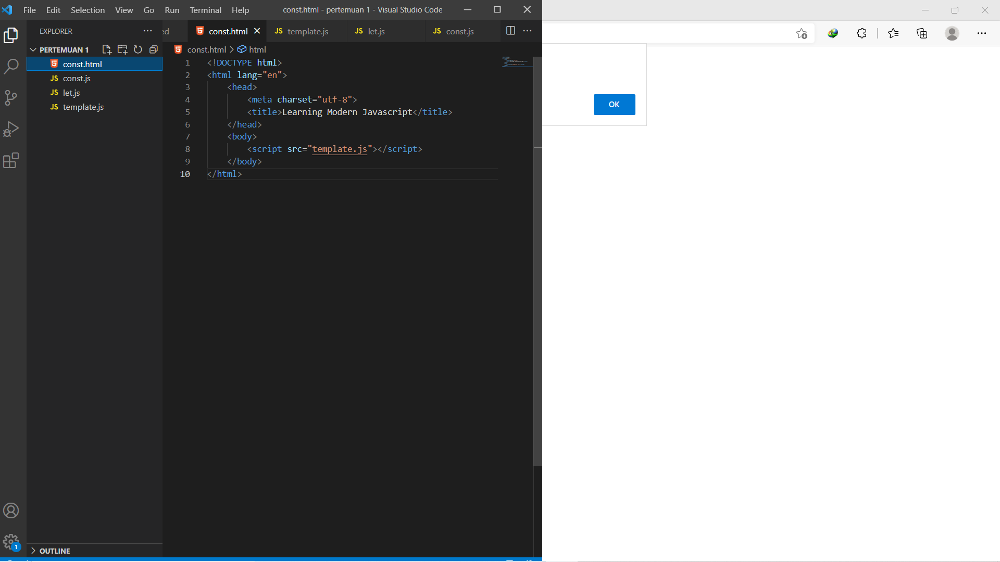 File Edit Selection View Go Run Terminal Help const.html - pertemuan 1 - Visual Studio Code
EXPLORER
ed const.html JS template.js JS let.js JS const.js
PERTEMUAN 1
const.html
JS const.js
JS let.js
JS template.js
OUTLINE
1
const.html > html
1 <!DOCTYPE html>
2 <html lang="en">
3 <head>
4 <meta charset="utf-8">
5 <title>Learning Modern Javascript</title>
6 </head>
7 <body>
8 <script src="template.js"></script>
9 </body>
10 </html>
OK